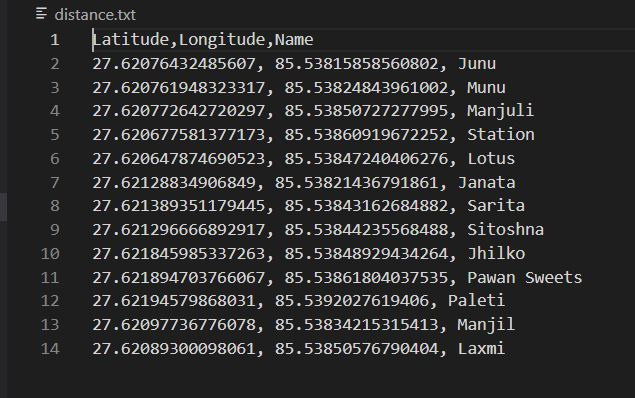 distance.txt
1 Latitude,Longitude,Name
2 27.62076432485607, 85.53815858560802, Junu
3 27.620761948323317, 85.53824843961002, Munu
4 27.620772642720297, 85.53850727277995, Manjuli
5 27.620677581377173, 85.53860919672252, Station
6 27.620647874690523, 85.53847240406276, Lotus
7 27.62128834906849, 85.53821436791861, Janata
8 27.621389351179445, 85.53843162684882, Sarita
9 27.621296666892917, 85.53844235568488, Sitoshna
10 27.621845985337263, 85.53848929434264, Jhilko
11 27.621894703766067, 85.53861804037535, Pawan Sweets
12 27.62194579868031, 85.5392027619406, Paleti
13 27.62097736776078, 85.53834215315413, Manjil
14 27.62089300098061, 85.53850576790404, Laxmi